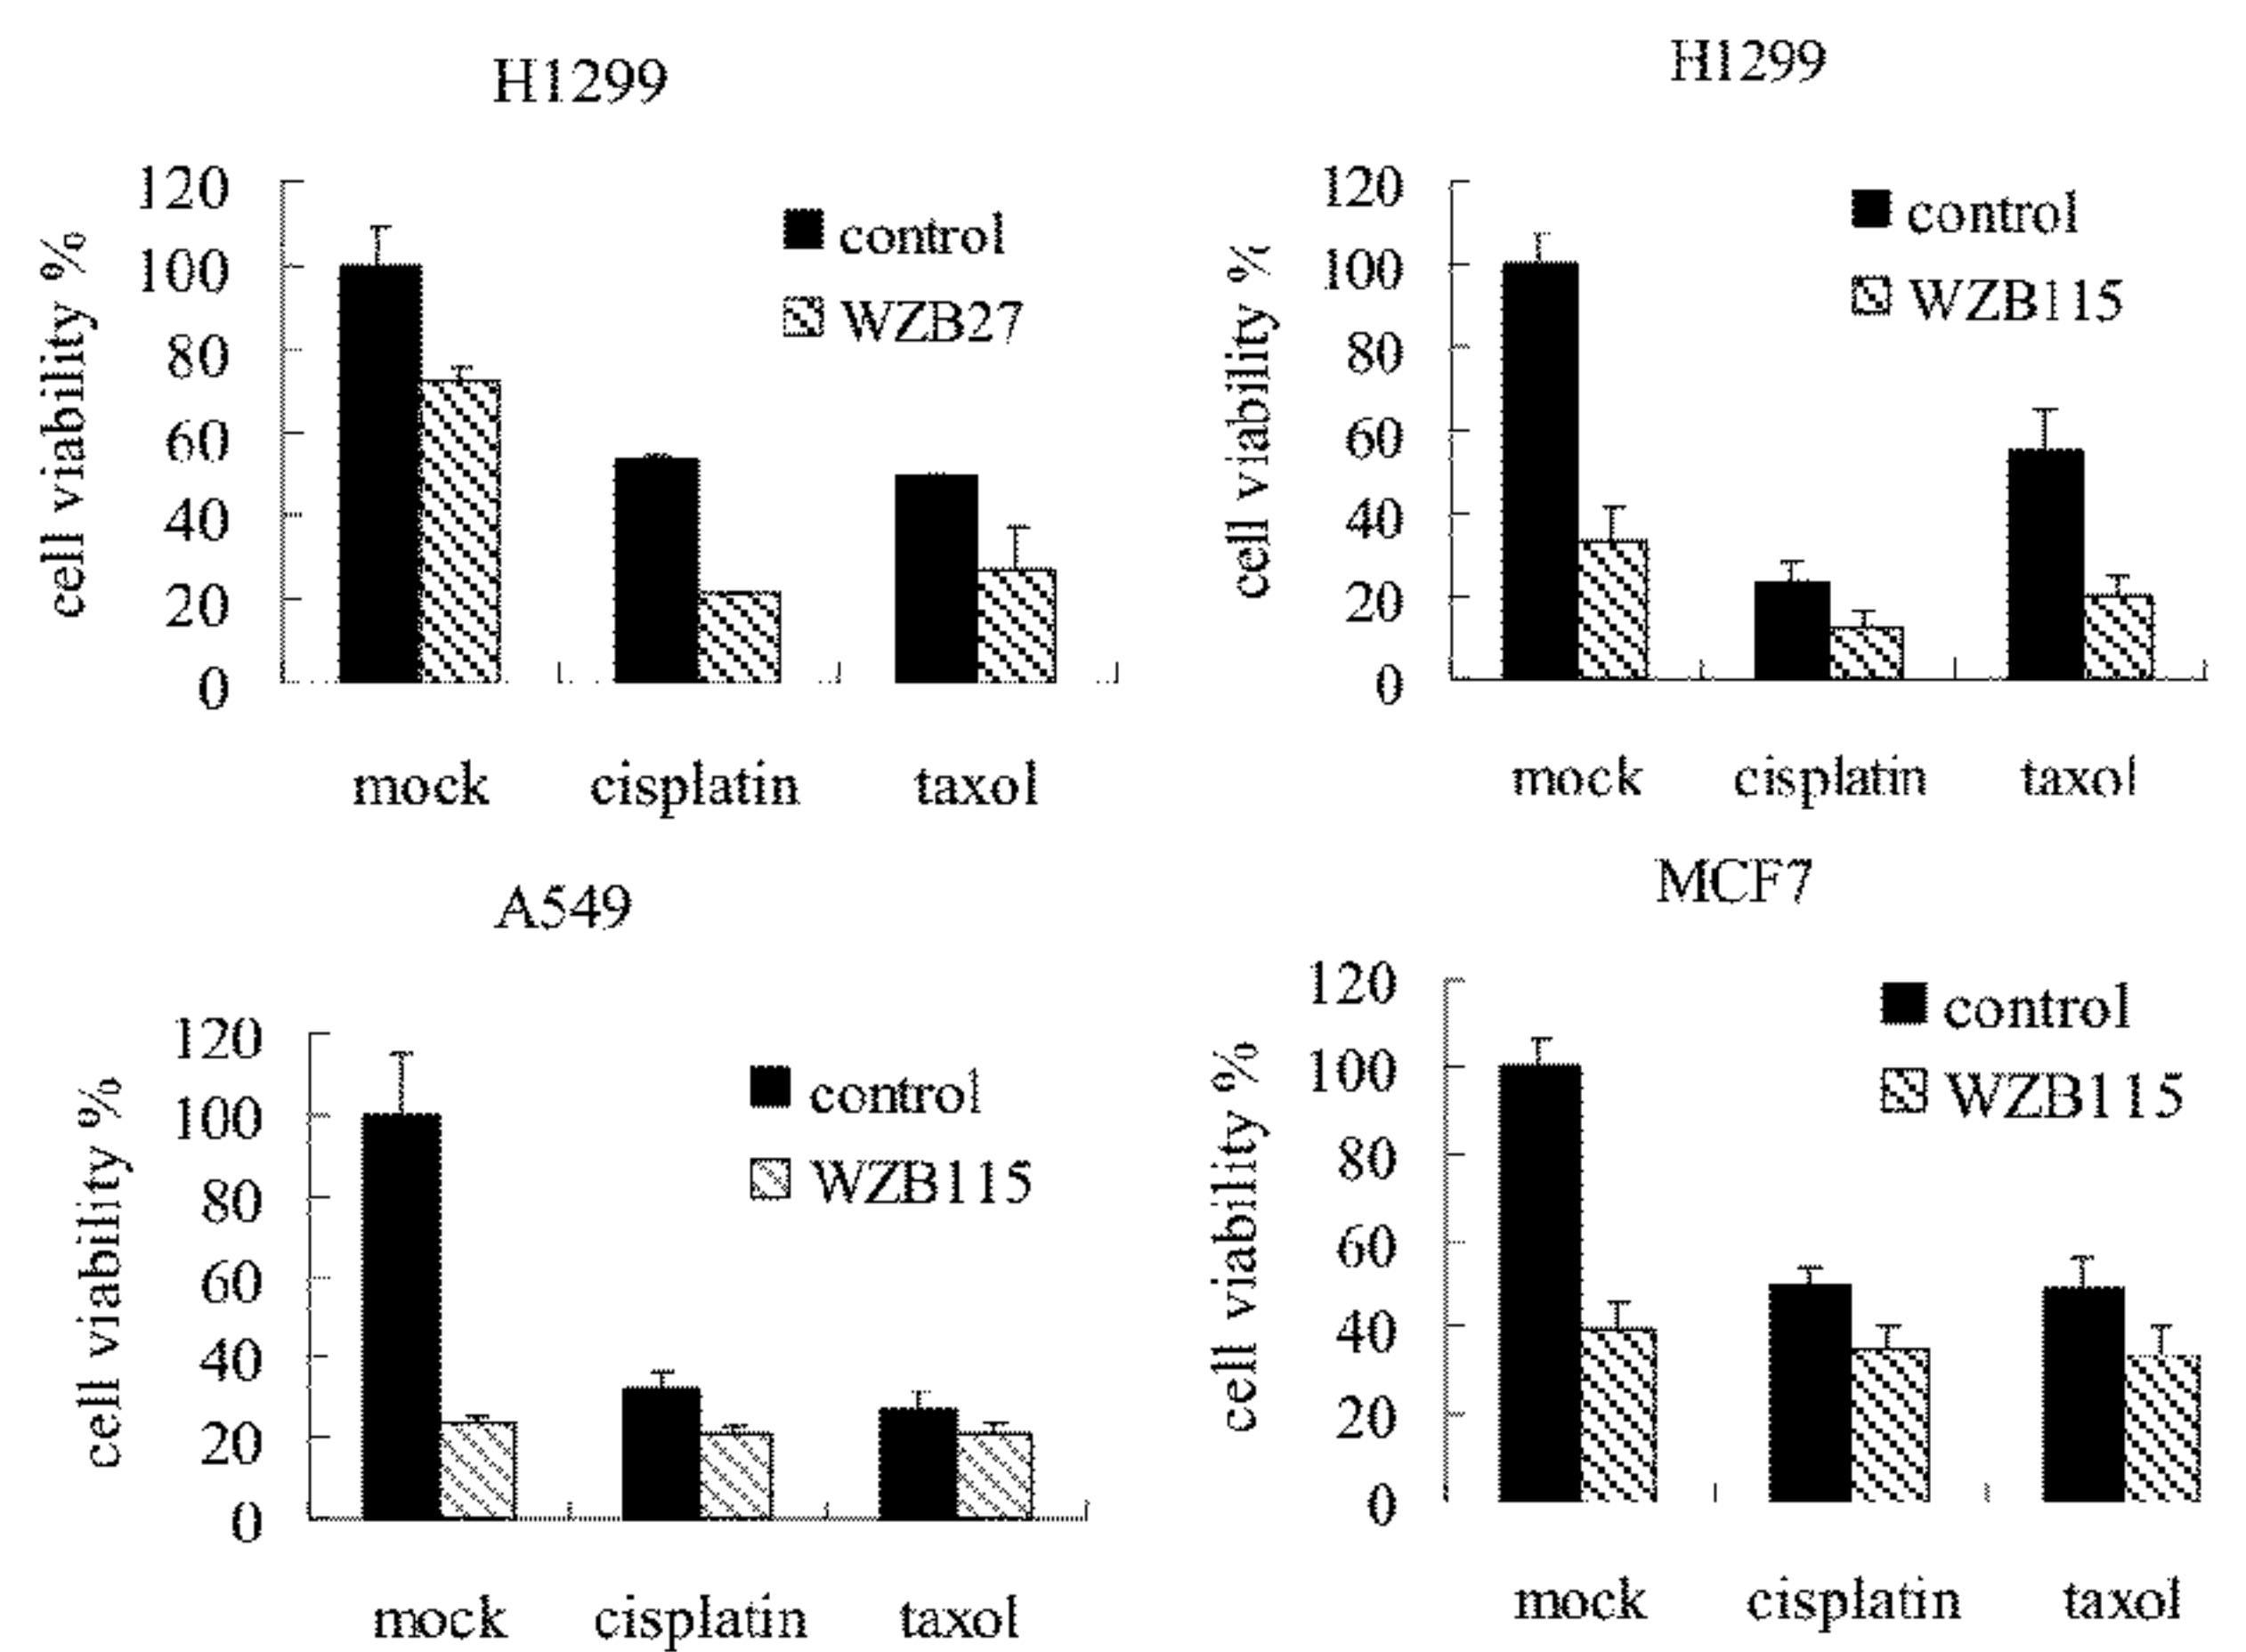 H1299
cell viability %
120
100
80
60
40
20
0
control
WZB27
mock cisplatin taxol
H1299
cell viability %
120
100
80
60
40
20
0
control
WZB115
mock cisplatin taxol
A549
cell viability %
120
100
80
60
40
20
0
control
WZB115
mock cisplatin taxol
MCF7
cell viability %
120
100
80
60
40
20
0
control
WZB115
mock cisplatin taxol